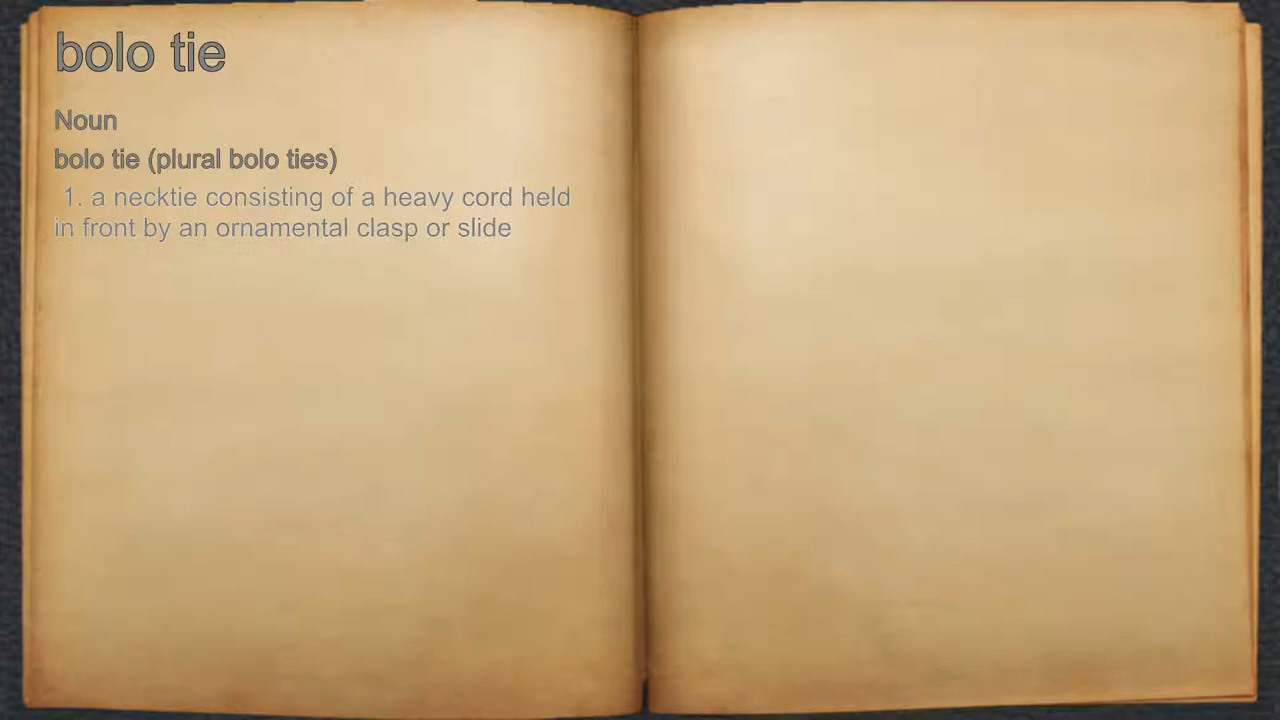 bolo tie
Noun
bolo tie (plural bolo ties)
1. a necktie consisting of a heavy cord held
in front by an ornamental clasp or slide